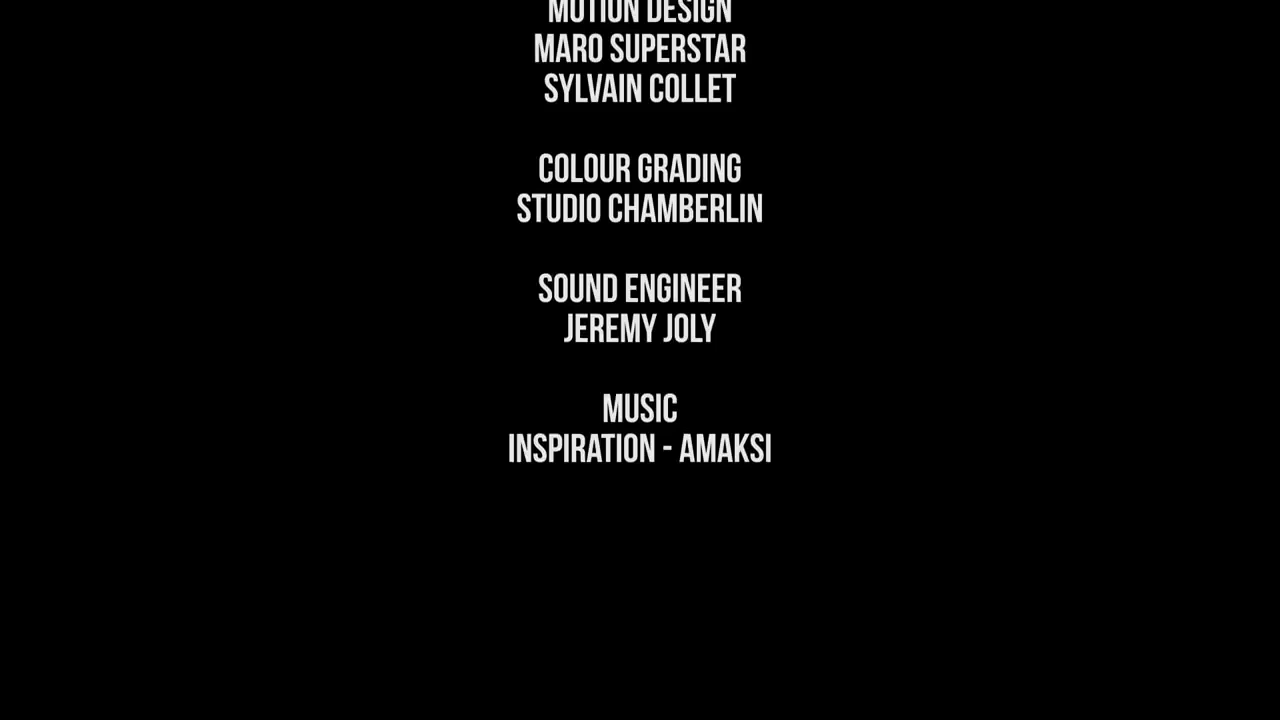 MOTION DESIGN
MARO SUPERSTAR
SYLVAIN COLLET
COLOUR GRADING
STUDIO CHAMBERLIN
SOUND ENGINEER
JEREMY JOLY
MUSIC
INSPIRATION - AMAKSI